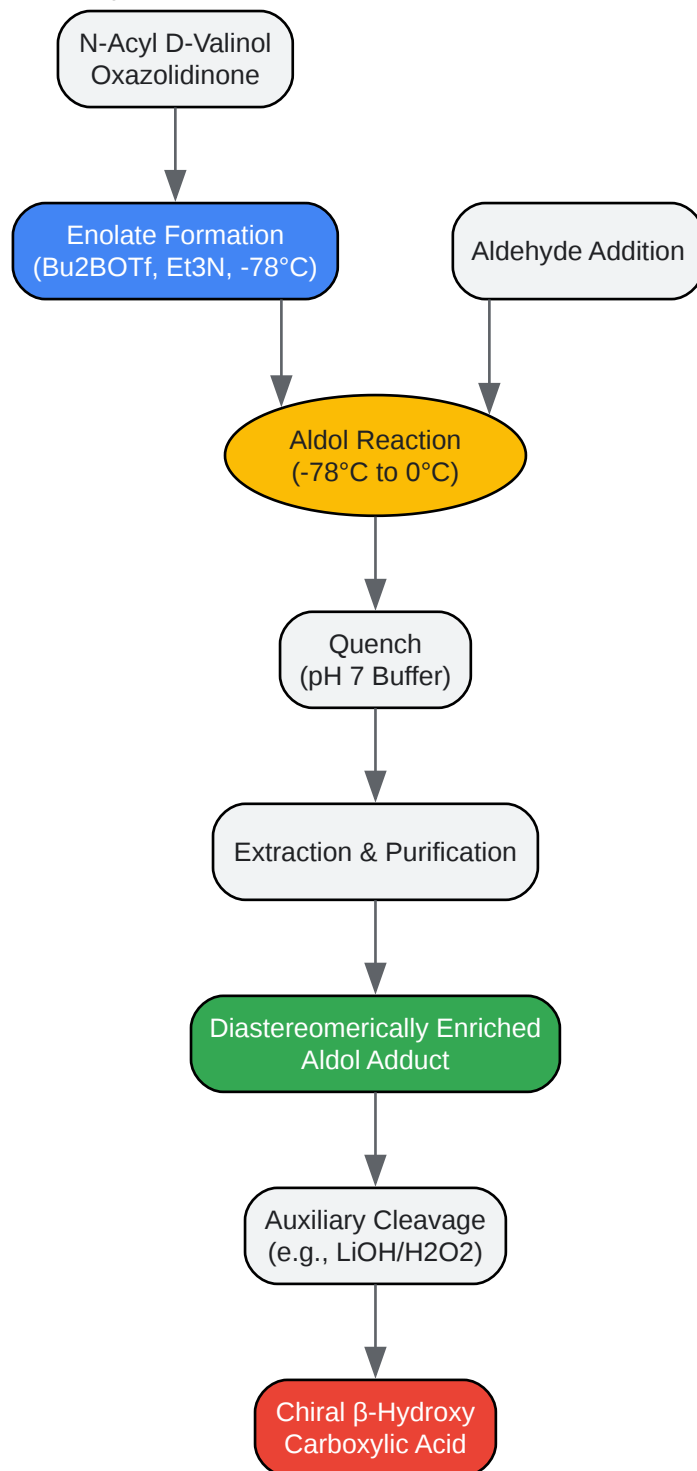 N-Acyl D-Valinol
Oxazolidinone
Enolate Formation
(Bu2BOTf, Et3N, -78°C)
Aldehyde Addition
Aldol Reaction
(-78°C to 0°C)
Quench
(pH 7 Buffer)
Extraction & Purification
Diastereomerically Enriched
Aldol Adduct
Auxiliary Cleavage
(e.g., LiOH/H2O2)
Chiral β-Hydroxy
Carboxylic Acid